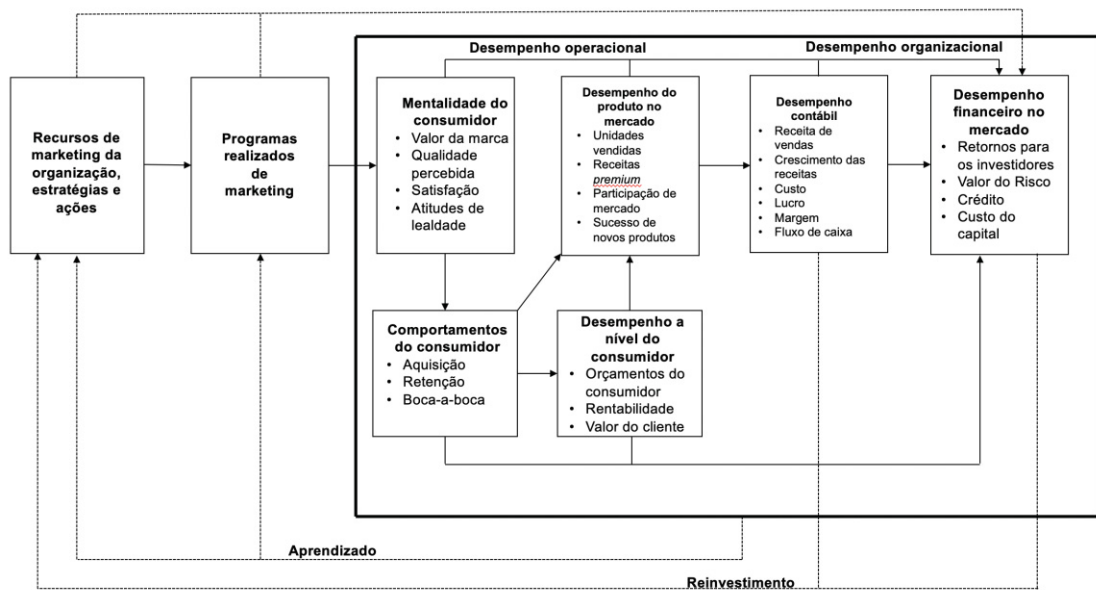 Desempenho operacional
Desempenho organizacional
Recursos de
marketing da
organização,
estratégias e
ações
Programas
realizados
de
marketing
Mentalidade do
consumidor
• Valor da marca
• Qualidade
percebida
• Satisfação
• Atitudes de
lealdade
Desempenho do
produto no
mercado
• Unidades
vendidas
• Receitas
premium
• Participação de
mercado
• Sucesso de
novos produtos
Desempenho
contábil
• Receita de
vendas
• Crescimento das
receitas
• Custo
• Lucro
• Margem
• Fluxo de caixa
Desempenho
financeiro no
mercado
• Retornos para
os investidores
• Valor do Risco
• Crédito
• Custo do
capital
Comportamentos
do consumidor
• Aquisição
• Retenção
• Boca-a-boca
Desempenho a
nível do
consumidor
• Orçamentos do
consumidor
• Rentabilidade
• Valor do cliente
Aprendizado
Reinvestimento